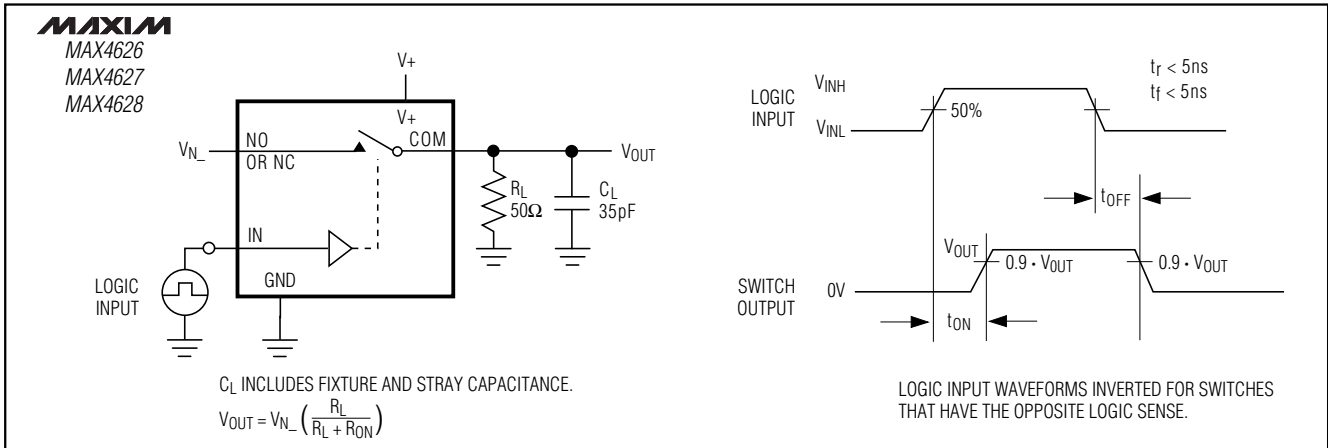 MAXIM
MAX4626
MAX4627
MAX4628
V+
V+
NO
OR NC
COM
V_N_
V_OUT
R_L
50Ω
C_L
35pF
IN
GND
LOGIC
INPUT
C_L INCLUDES FIXTURE AND STRAY CAPACITANCE.
V_OUT = V_N_ (R_L / R_L + R_ON)
LOGIC
INPUT
V_INH
V_INL
50%
t_r < 5ns
t_f < 5ns
t_OFF
SWITCH
OUTPUT
V_OUT
0V
0.9 · V_OUT
0.9 · V_OUT
t_ON
LOGIC INPUT WAVEFORMS INVERTED FOR SWITCHES
THAT HAVE THE OPPOSITE LOGIC SENSE.